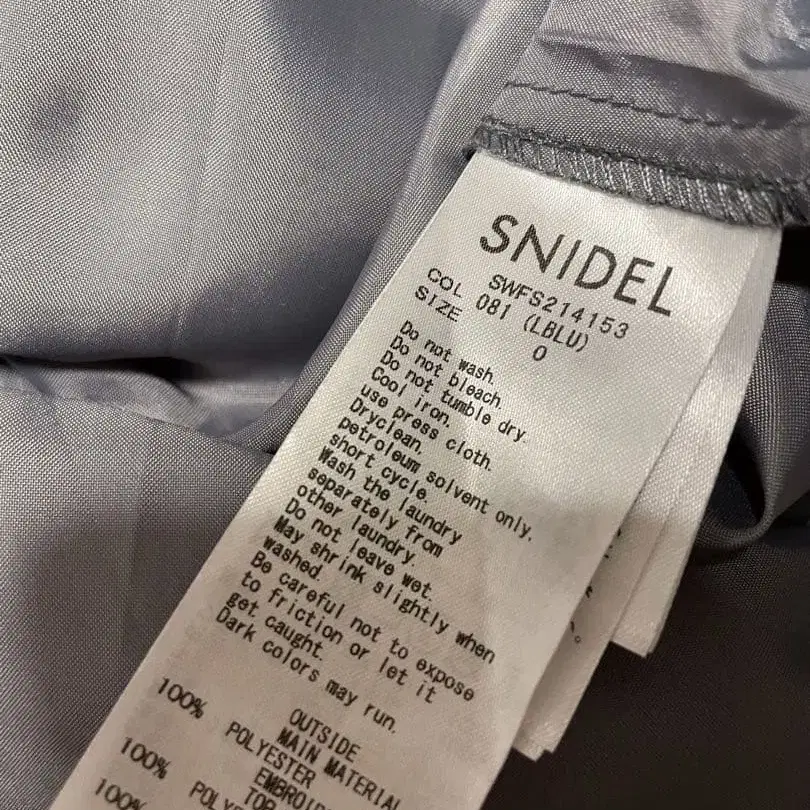 SNIDEL
SWFS214153
COL 081 (LBLU)
SIZE 0
Do not wash.
Do not bleach.
Do not tumble dry.
Cool iron.
use press cloth.
Dryclean.
petroleum solvent only.
short cycle.
Wash the laundry
separately from
other laundry.
Do not leave wet.
May shrink slightly when
washed.
Be careful not to expose
to friction or let it
get caught.
Dark colors may run.
OUTSIDE
MAIN MATERIAL
100% POLYESTER
100%
100%